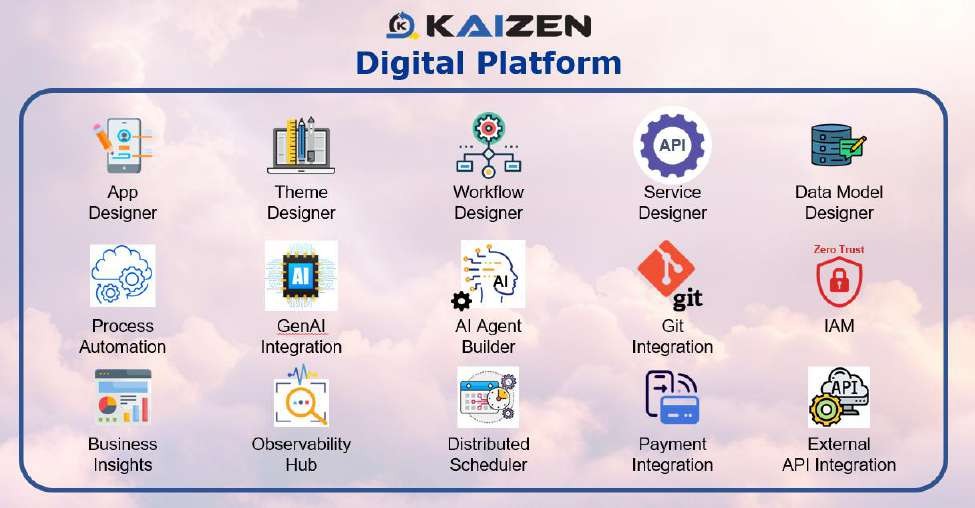 KAIZEN
Digital Platform
App
Designer
Theme
Designer
Workflow
Designer
API
Service
Designer
Data Model
Designer
Process
Automation
AI
GenAI
Integration
AI
AI Agent
Builder
git
Git
Integration
Zero Trust
IAM
Business
Insights
Observability
Hub
Distributed
Scheduler
Payment
Integration
API
External
API Integration